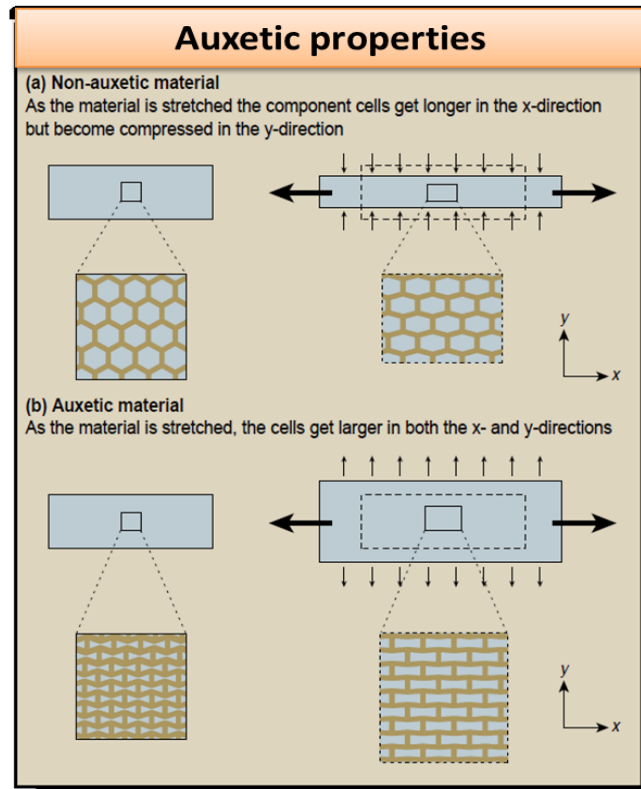 Auxetic properties
(a) Non-auxetic material
As the material is stretched the component cells get longer in the x-direction
but become compressed in the y-direction
y
x
(b) Auxetic material
As the material is stretched, the cells get larger in both the x- and y-directions
y
x